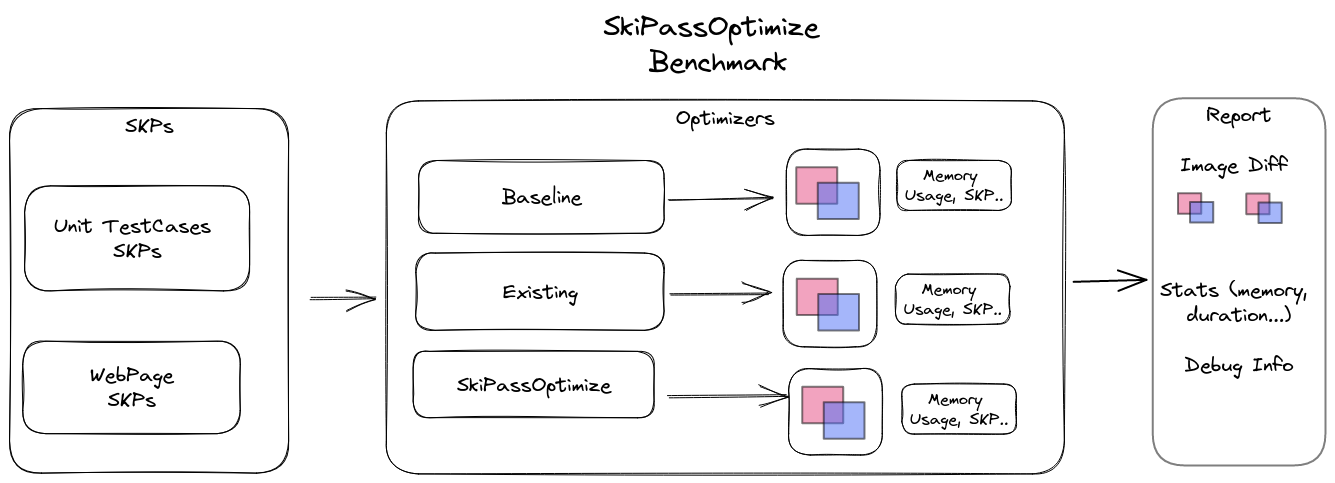 SkiPassOptimize
Benchmark
SKPs
Unit TestCases
SKPs
WebPage
SKPs
Optimizers
Baseline
Memory
Usage, SKP..
Existing
Memory
Usage, SKP..
SkiPassOptimize
Memory
Usage, SKP..
Report
Image Diff
Stats (memory,
duration...)
Debug Info